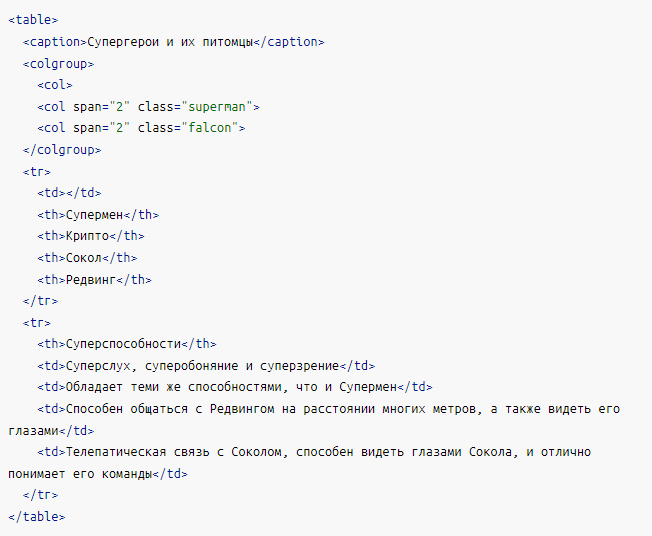 <table>
  <caption>Супергерои и их питомцы</caption>
  <colgroup>
    <col>
    <col span="2" class="superman">
    <col span="2" class="falcon">
  </colgroup>
  <tr>
    <td></td>
    <th>Супермен</th>
    <th>Крипто</th>
    <th>Сокол</th>
    <th>Редвинг</th>
  </tr>
  <tr>
    <th>Суперспособности</th>
    <td>Суперслух, суперобоняние и суперзрение</td>
    <td>Обладает теми же способностями, что и Супермен</td>
    <td>Способен общаться с Редвингом на расстоянии многих метров, а также видеть его
глазами</td>
    <td>Телепатическая связь с Соколом, способен видеть глазами Сокола, и отлично
понимает его команды</td>
  </tr>
</table>